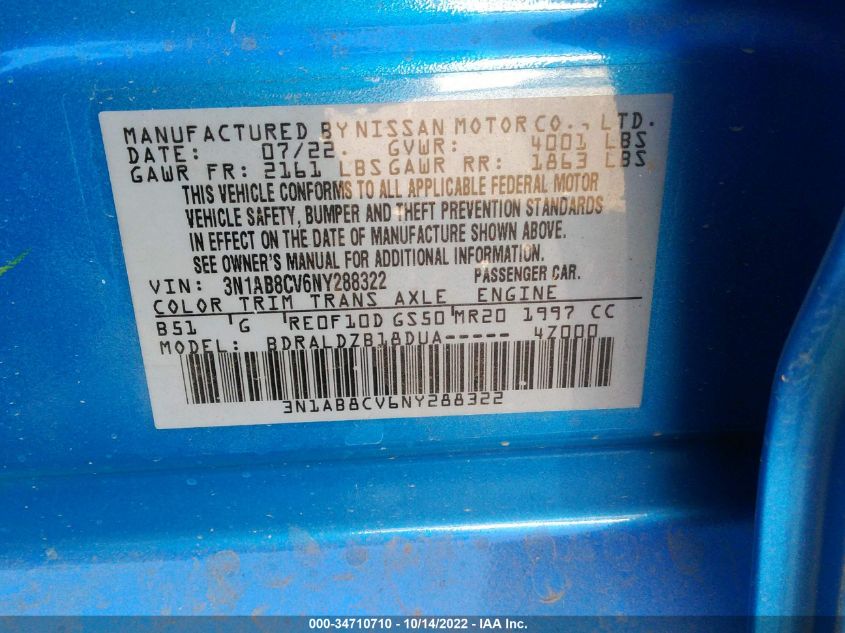 MANUFACTURED BY NISSAN MOTOR CO., LTD.
DATE: 07/22. GVWR: 4001 LBS
GAWR FR: 2161 LBS GAWR RR: 1863 LBS
THIS VEHICLE CONFORMS TO ALL APPLICABLE FEDERAL MOTOR
VEHICLE SAFETY, BUMPER AND THEFT PREVENTION STANDARDS
IN EFFECT ON THE DATE OF MANUFACTURE SHOWN ABOVE.
SEE OWNER'S MANUAL FOR ADDITIONAL INFORMATION.
VIN: 3N1AB8CV6NY288322 PASSENGER CAR.
COLOR TRIM TRANS AXLE ENGINE
B51 G RE0F10D GS50 MR20 1997 CC
MODEL: BDRALDZB18DUA----- 4Z000
3N1AB8CV6NY288322
000-34710710 - 10/14/2022 - IAA Inc.